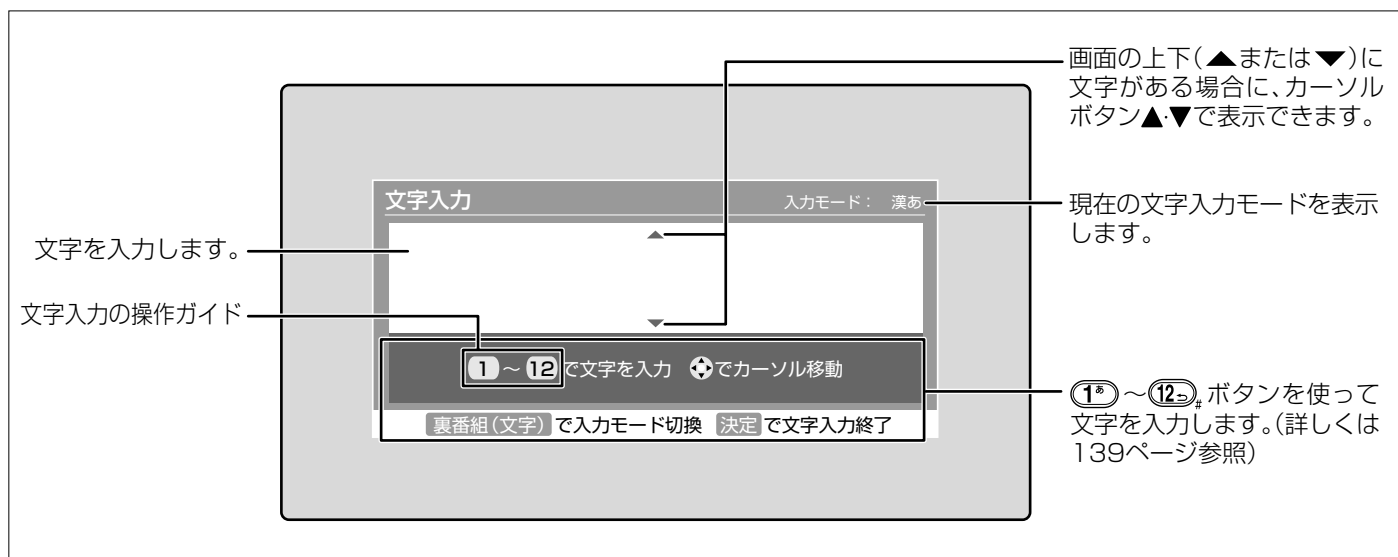 画面の上下(▲または▼)に
文字がある場合に、カーソル
ボタン▲・▼で表示できます。
文字入力
入力モード： 漢あ
現在の文字入力モードを表示
します。
文字を入力します。
文字入力の操作ガイド
1 ～ 12 で文字を入力 でカーソル移動
裏番組(文字) で入力モード切換 決定 で文字入力終了
1あ ～ 12っ# ボタンを使って
文字を入力します。(詳しくは
139ページ参照)